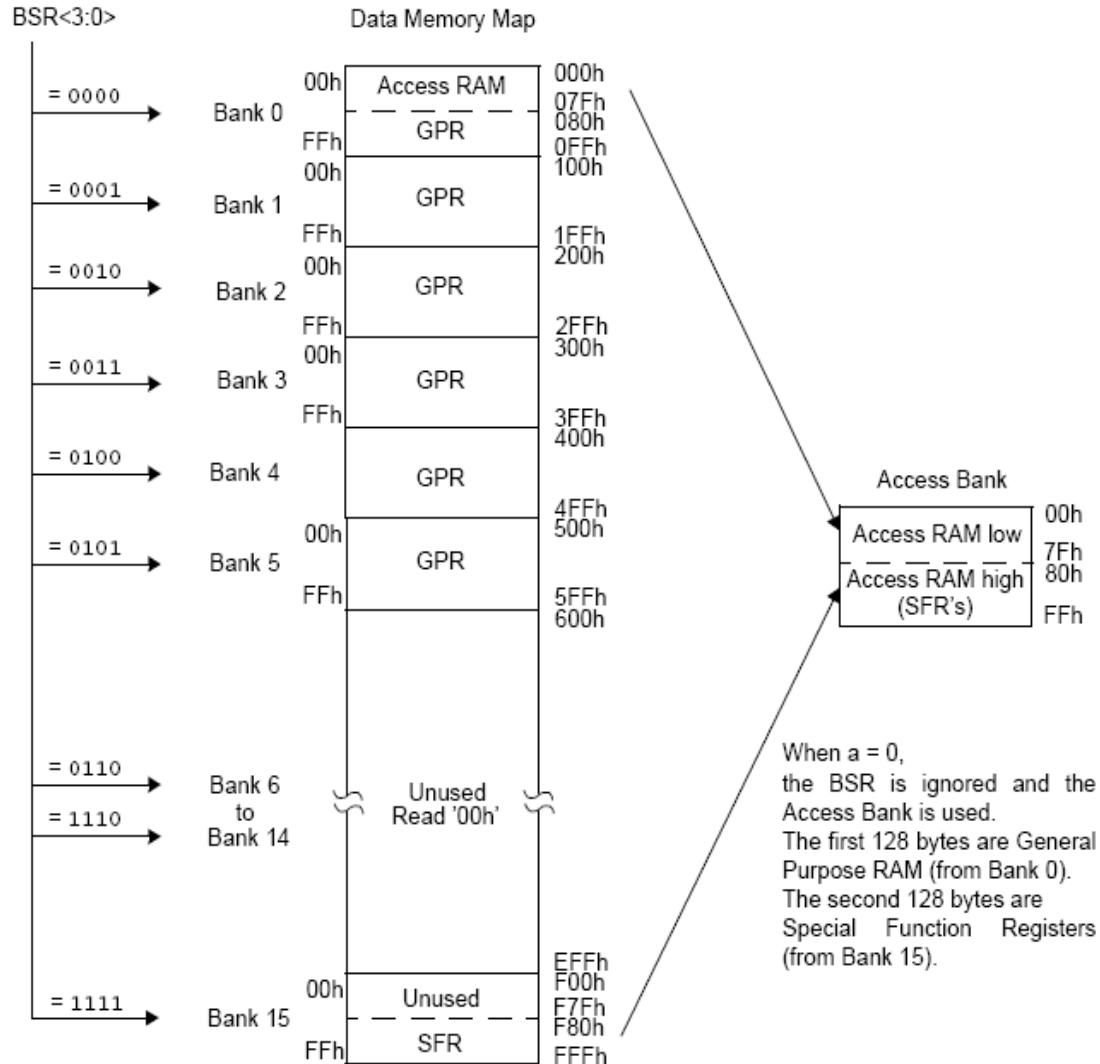 BSR<3:0>
Data Memory Map
= 0000
Bank 0
00h
Access RAM
000h
07Fh
080h
FFh
GPR
0FFh
100h
= 0001
Bank 1
00h
GPR
FFh
1FFh
200h
= 0010
Bank 2
00h
GPR
FFh
2FFh
300h
= 0011
Bank 3
00h
GPR
FFh
3FFh
400h
= 0100
Bank 4
GPR
4FFh
500h
= 0101
Bank 5
00h
GPR
FFh
5FFh
600h
= 0110
Bank 6
to
= 1110
Bank 14
Unused
Read '00h'
EFFh
F00h
= 1111
Bank 15
00h
Unused
F7Fh
F80h
FFh
SFR
FFFh
Access Bank
Access RAM low
00h
7Fh
Access RAM high
(SFR's)
80h
FFh
When a = 0,
the BSR is ignored and the
Access Bank is used.
The first 128 bytes are General
Purpose RAM (from Bank 0).
The second 128 bytes are
Special Function Registers
(from Bank 15).